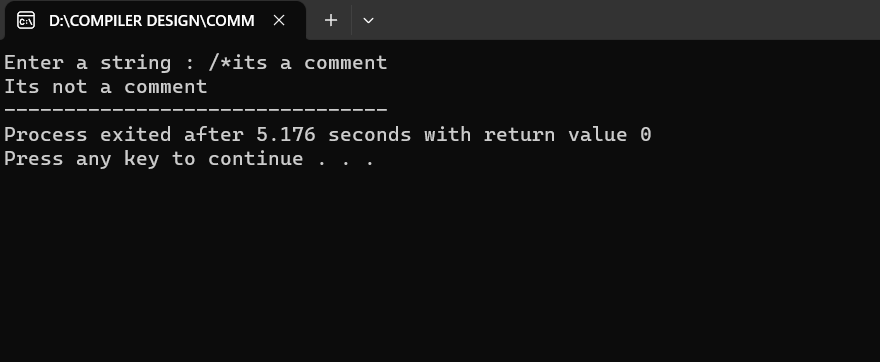 D:\COMPILER DESIGN\COMM
Enter a string : /*its a comment
Its not a comment
--------------------------------
Process exited after 5.176 seconds with return value 0
Press any key to continue . . .